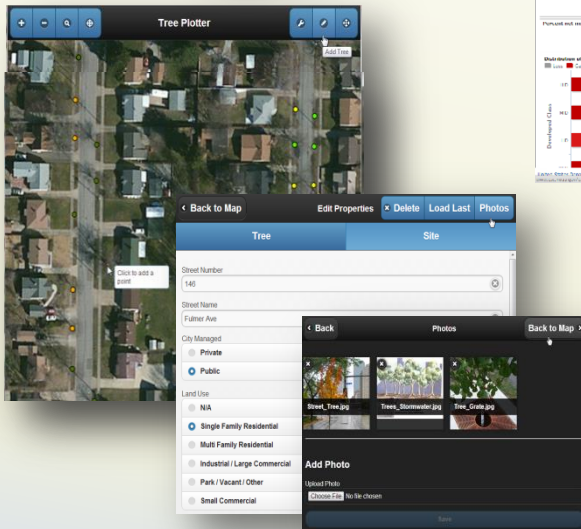 Tree Plotter
Add Tree
Click to add a
point
Back to Map
Edit Properties
Delete
Load Last
Photos
Tree
Site
Street Number
146
Street Name
Fulmer Ave
City Managed
Private
Public
Land Use
N/A
Single Family Residential
Multi Family Residential
Industrial / Large Commercial
Park / Vacant / Other
Small Commercial
Back
Photos
Back to Map
Street_Tree.jpg
Trees_Stormwater.jpg
Tree_Grate.jpg
Add Photo
Upload Photo
Choose File No file chosen
Save
Developed Class